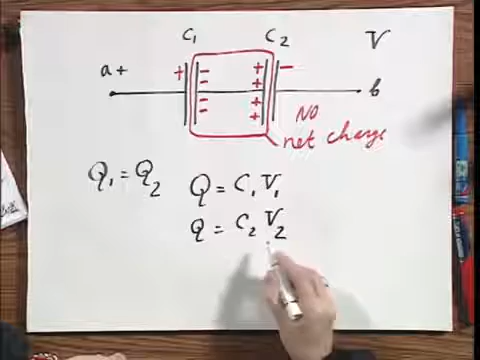 C₁ C₂ V
a + + − + − b
− +
− +
− +
NO
net charge
Q₁ = Q₂ Q = C₁ V₁
Q = C₂ V₂